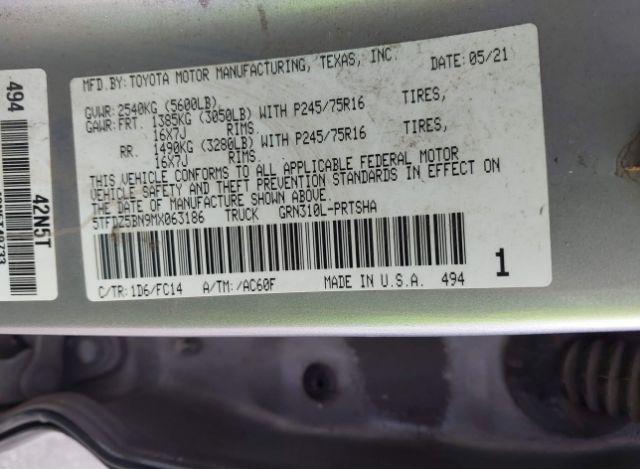 MFD.BY:TOYOTA MOTOR MANUFACTURING, TEXAS, INC. DATE:05/21
GVWR: 2540KG (5600LB)
GAWR:FRT. 1385KG (3050LB) WITH P245/75R16 TIRES,
16X7J RIMS.
RR. 1490KG (3280LB) WITH P245/75R16 TIRES,
16X7J RIMS.
THIS VEHICLE CONFORMS TO ALL APPLICABLE FEDERAL MOTOR
VEHICLE SAFETY AND THEFT PREVENTION STANDARDS IN EFFECT ON
THE DATE OF MANUFACTURE SHOWN ABOVE.
5TFDZ5BN9MX063186 TRUCK GRN310L-PRTSHA
C/TR:1D6/FC14 A/TM:/AC60F MADE IN U.S.A. 494
1
494
42N5T